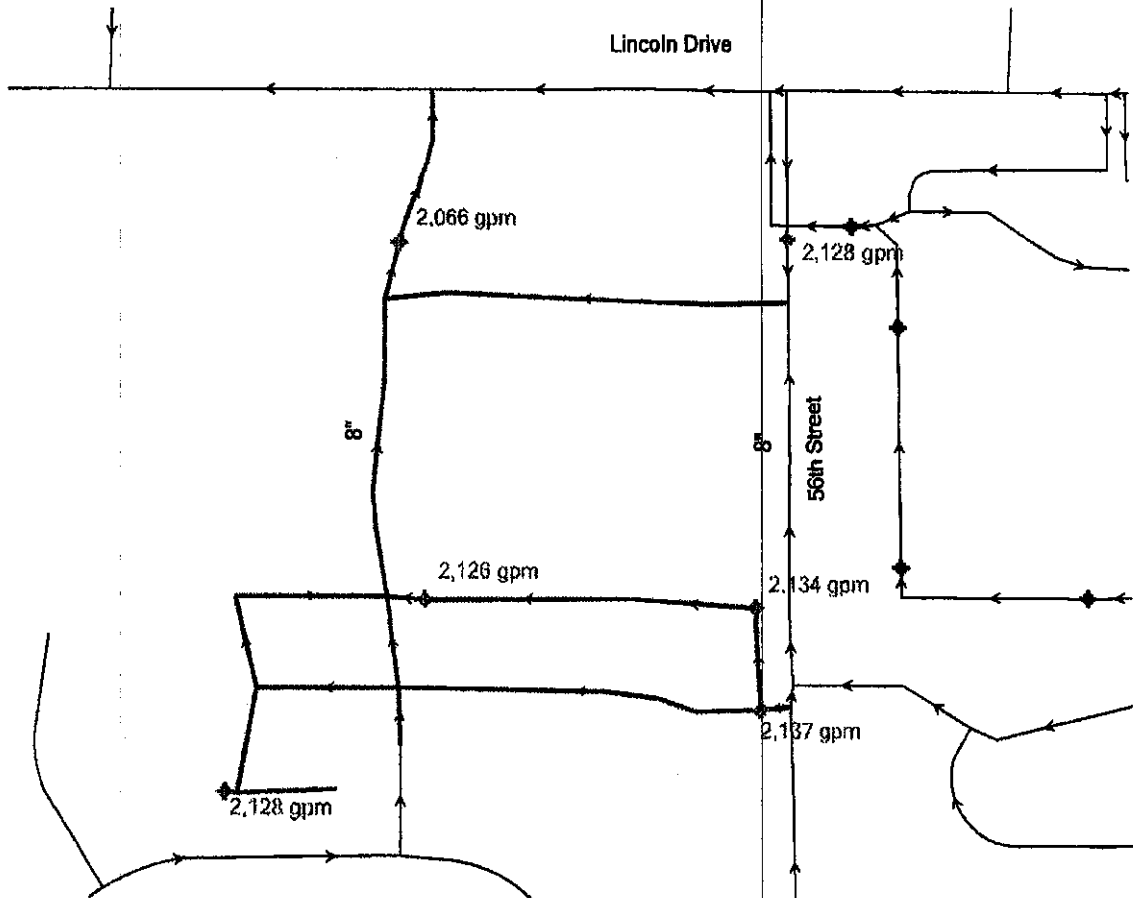 Lincoln Drive
2,066 gpm
2,128 gpm
8"
8"
56th Street
2,126 gpm
2,134 gpm
2,137 gpm
2,128 gpm